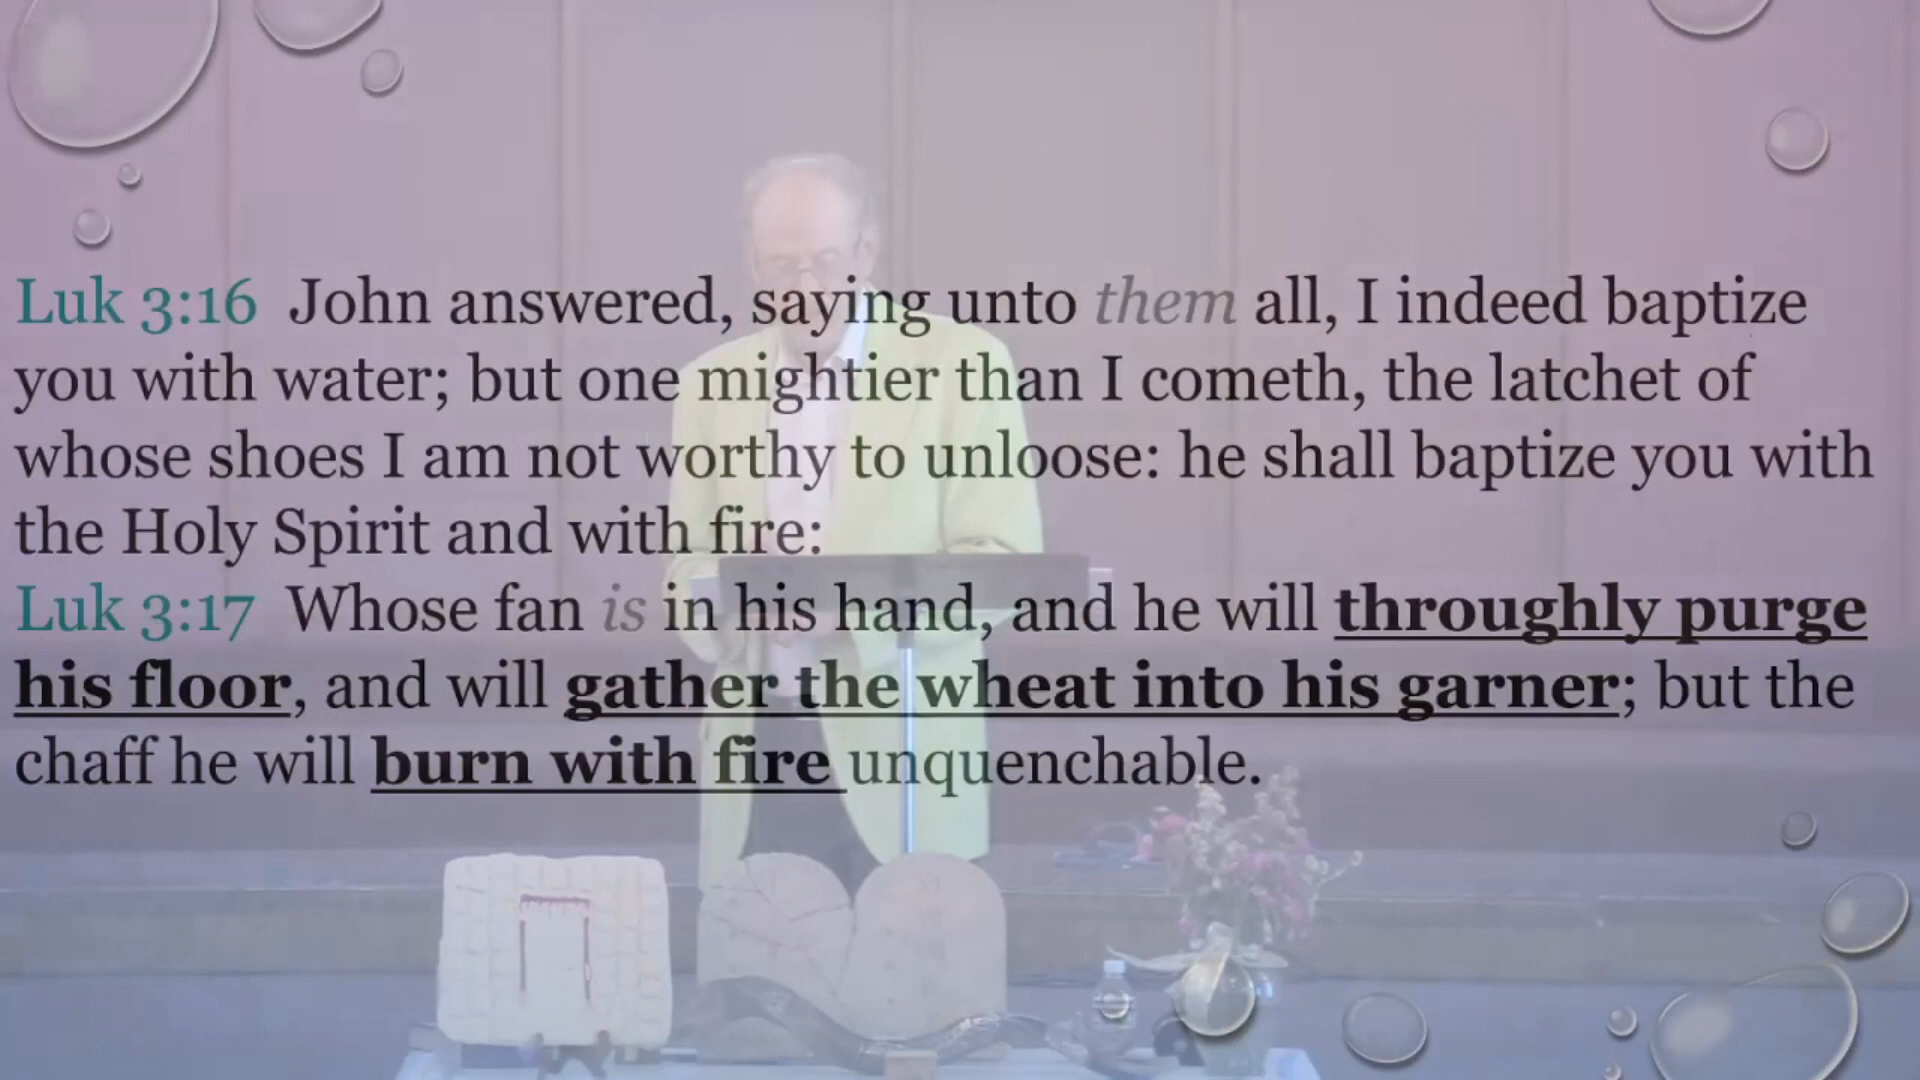 Luk 3:16 John answered, saying unto them all, I indeed baptize
you with water; but one mightier than I cometh, the latchet of
whose shoes I am not worthy to unloose: he shall baptize you with
the Holy Spirit and with fire:
Luk 3:17 Whose fan is in his hand, and he will throughly purge
his floor, and will gather the wheat into his garner; but the
chaff he will burn with fire unquenchable.